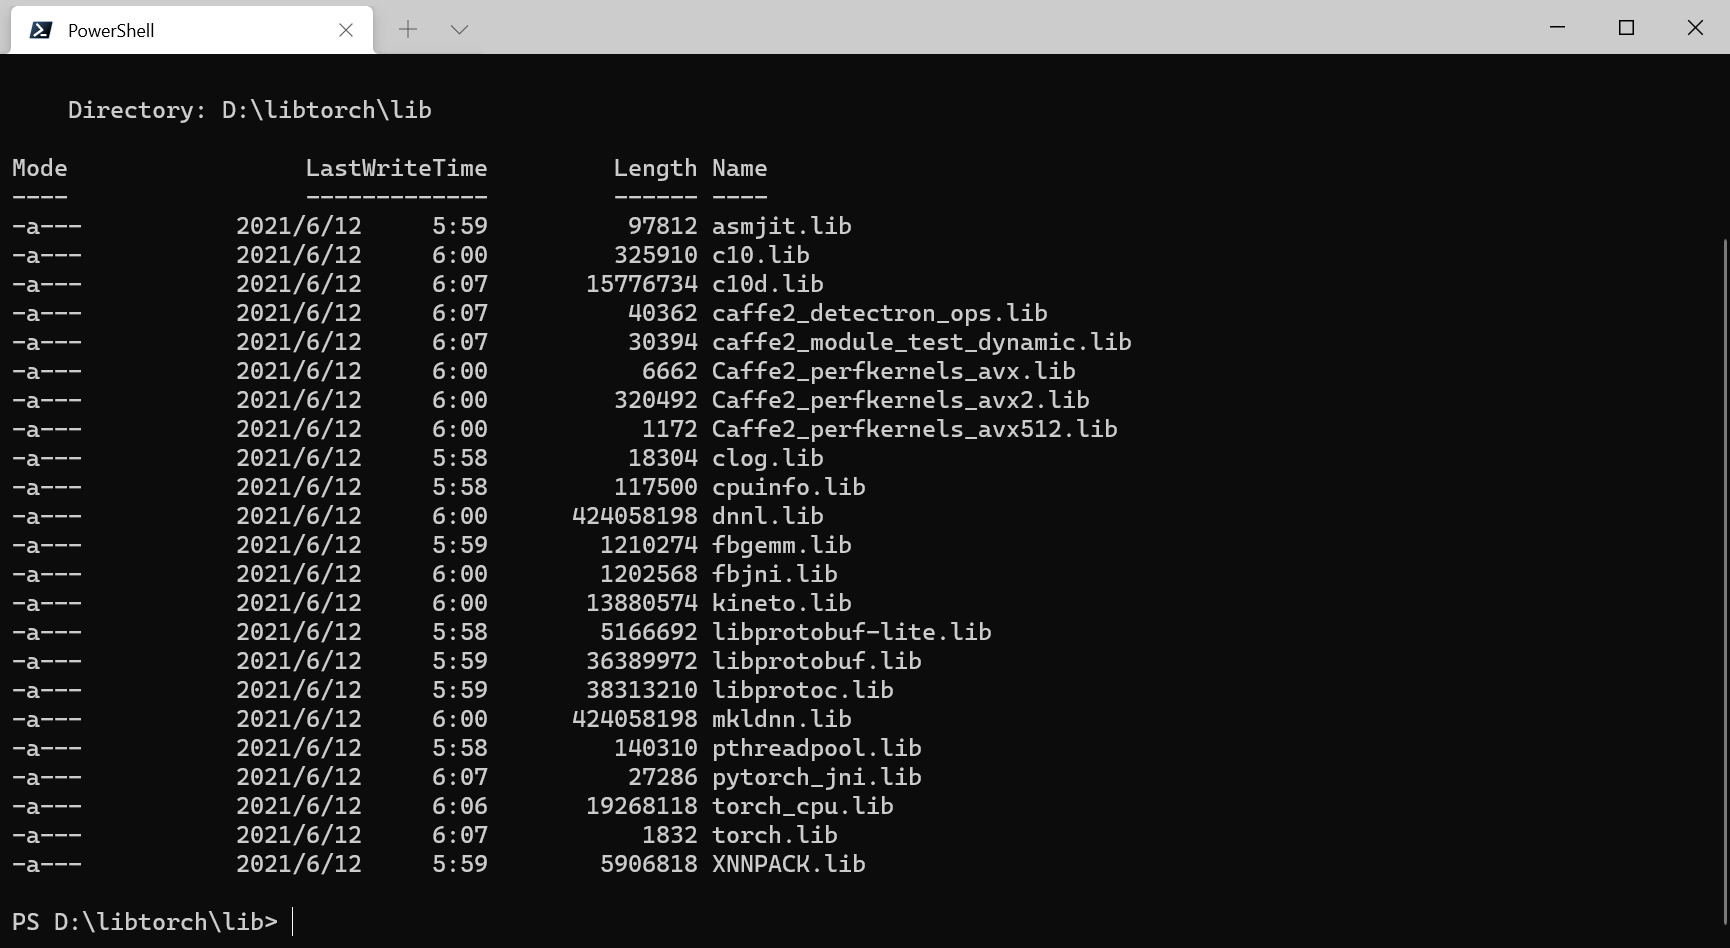 PowerShell
Directory: D:\libtorch\lib
Mode LastWriteTime Length Name
---- ------------- ------ ----
-a--- 2021/6/12 5:59 97812 asmjit.lib
-a--- 2021/6/12 6:00 325910 c10.lib
-a--- 2021/6/12 6:07 15776734 c10d.lib
-a--- 2021/6/12 6:07 40362 caffe2_detectron_ops.lib
-a--- 2021/6/12 6:07 30394 caffe2_module_test_dynamic.lib
-a--- 2021/6/12 6:00 6662 Caffe2_perfkernels_avx.lib
-a--- 2021/6/12 6:00 320492 Caffe2_perfkernels_avx2.lib
-a--- 2021/6/12 6:00 1172 Caffe2_perfkernels_avx512.lib
-a--- 2021/6/12 5:58 18304 clog.lib
-a--- 2021/6/12 5:58 117500 cpuinfo.lib
-a--- 2021/6/12 6:00 424058198 dnnl.lib
-a--- 2021/6/12 5:59 1210274 fbgemm.lib
-a--- 2021/6/12 6:00 1202568 fbjni.lib
-a--- 2021/6/12 6:00 13880574 kineto.lib
-a--- 2021/6/12 5:58 5166692 libprotobuf-lite.lib
-a--- 2021/6/12 5:59 36389972 libprotobuf.lib
-a--- 2021/6/12 5:59 38313210 libprotoc.lib
-a--- 2021/6/12 6:00 424058198 mkldnn.lib
-a--- 2021/6/12 5:58 140310 pthreadpool.lib
-a--- 2021/6/12 6:07 27286 pytorch_jni.lib
-a--- 2021/6/12 6:06 19268118 torch_cpu.lib
-a--- 2021/6/12 6:07 1832 torch.lib
-a--- 2021/6/12 5:59 5906818 XNNPACK.lib
PS D:\libtorch\lib>